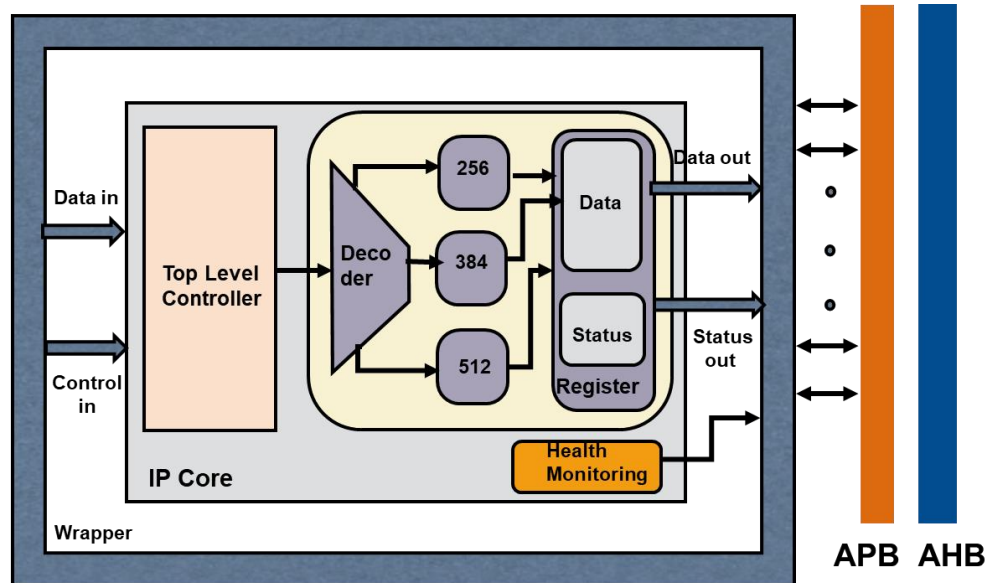 Data in
Control
in
Top Level
Controller
Deco
der
256
384
512
Data
Status
Register
Data out
Status
out
Health
Monitoring
IP Core
Wrapper
APB
AHB